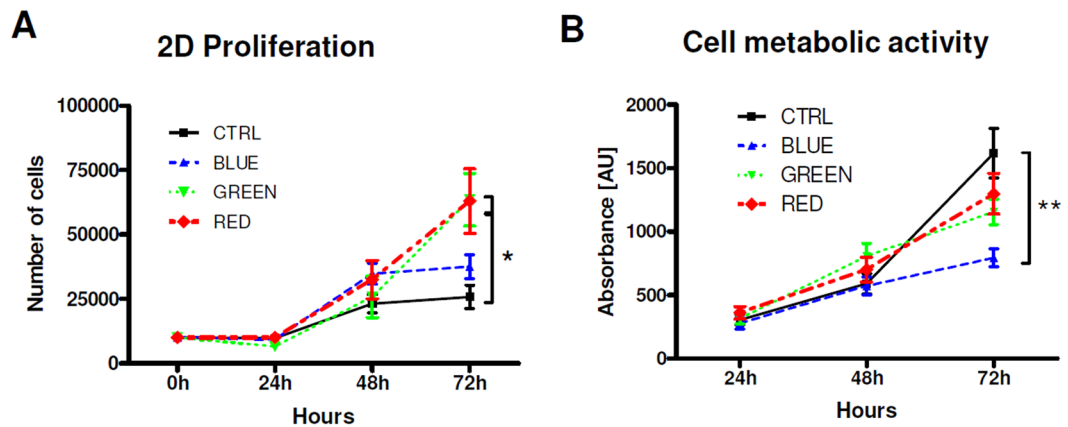 A
2D Proliferation
Number of cells
100000
75000
50000
25000
0
CTRL
BLUE
GREEN
RED
*
0h
24h
48h
72h
Hours
B
Cell metabolic activity
Absorbance [AU]
2000
1500
1000
500
0
CTRL
BLUE
GREEN
RED
**
24h
48h
72h
Hours